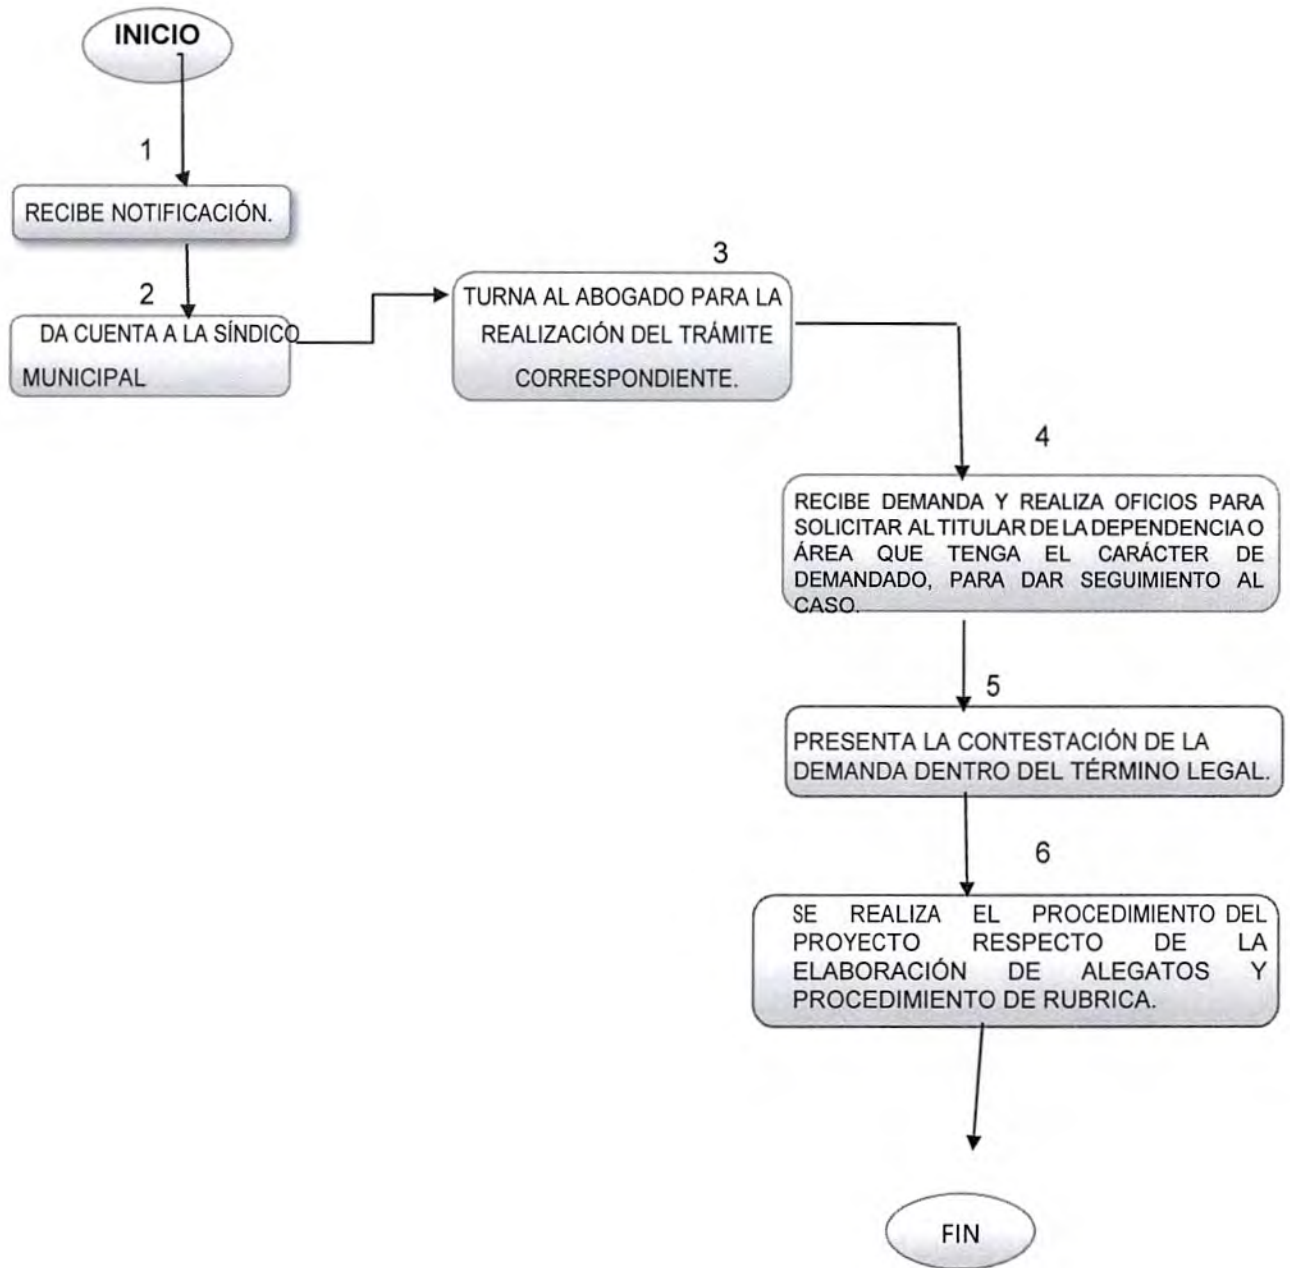 INICIO
1
RECIBE NOTIFICACIÓN.
2
DA CUENTA A LA SÍNDICO
MUNICIPAL
3
TURNA AL ABOGADO PARA LA
REALIZACIÓN DEL TRÁMITE
CORRESPONDIENTE.
4
RECIBE DEMANDA Y REALIZA OFICIOS PARA
SOLICITAR AL TITULAR DE LA DEPENDENCIA O
ÁREA QUE TENGA EL CARÁCTER DE
DEMANDADO, PARA DAR SEGUIMIENTO AL
CASO.
5
PRESENTA LA CONTESTACIÓN DE LA
DEMANDA DENTRO DEL TÉRMINO LEGAL.
6
SE REALIZA EL PROCEDIMIENTO DEL
PROYECTO RESPECTO DE LA
ELABORACIÓN DE ALEGATOS Y
PROCEDIMIENTO DE RUBRICA.
FIN